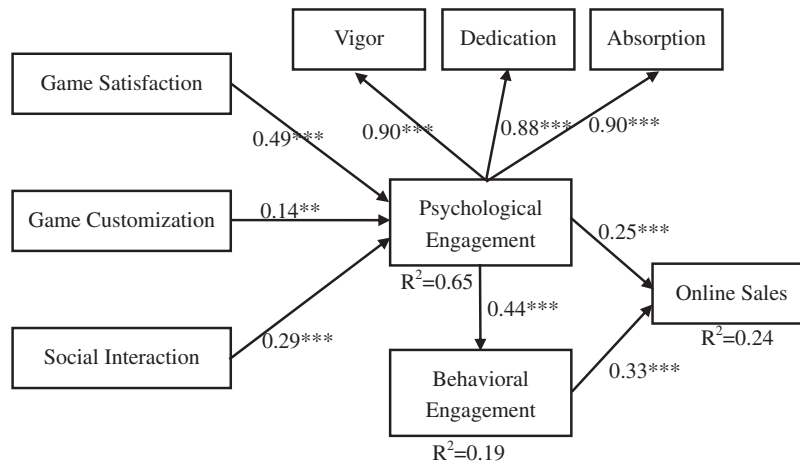 Vigor
Dedication
Absorption
Game Satisfaction
0.90***
0.88***
0.90***
0.49***
Game Customization
0.14**
Psychological
Engagement
0.25***
R²=0.65
Online Sales
0.44***
R²=0.24
Social Interaction
0.29***
0.33***
Behavioral
Engagement
R²=0.19